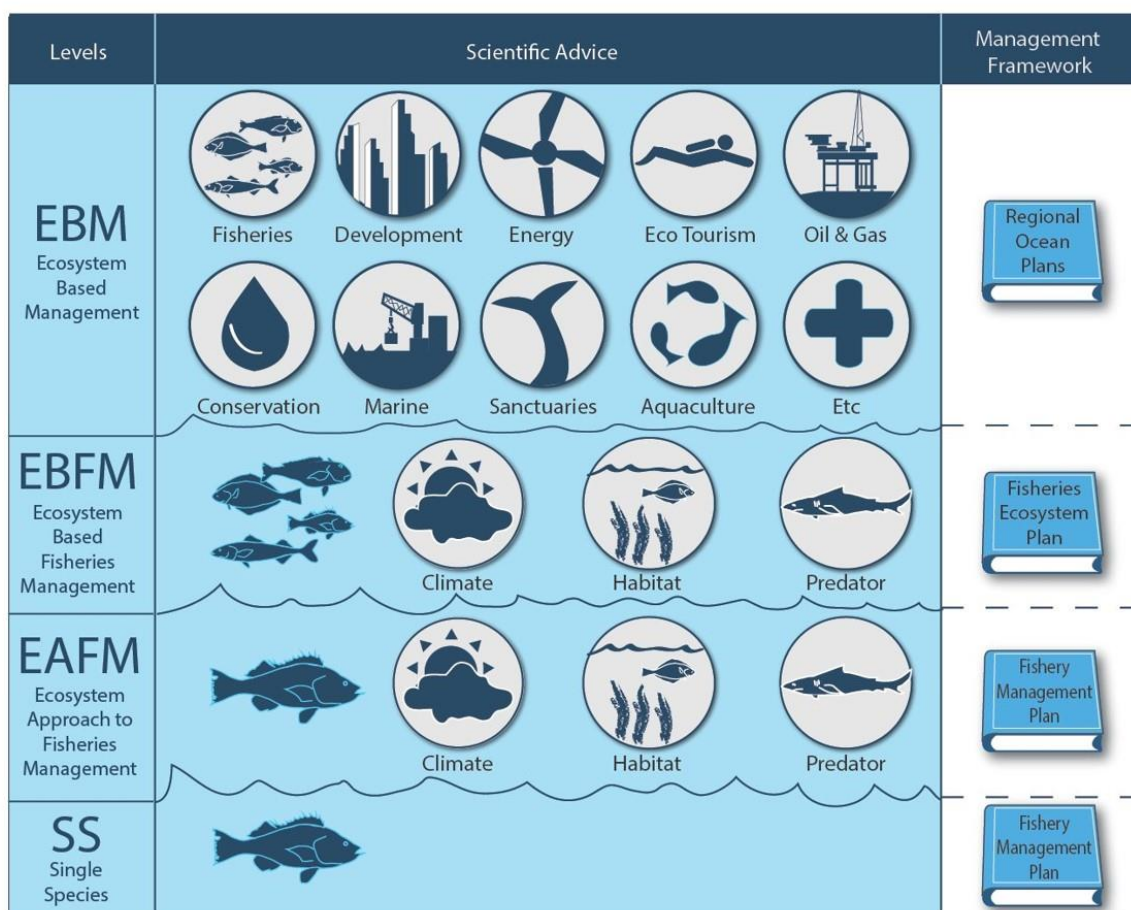 Levels
Scientific Advice
Management
Framework
EBM
Ecosystem
Based
Management
Fisheries
Development
Energy
Eco Tourism
Oil & Gas
Conservation
Marine
Sanctuaries
Aquaculture
Etc
Regional
Ocean
Plans
EBFM
Ecosystem
Based
Fisheries
Management
Climate
Habitat
Predator
Fisheries
Ecosystem
Plan
EAFM
Ecosystem
Approach to
Fisheries
Management
Climate
Habitat
Predator
Fishery
Management
Plan
SS
Single
Species
Fishery
Management
Plan